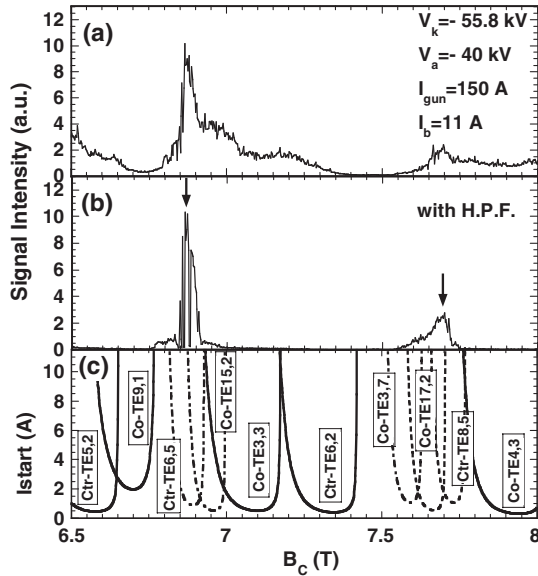 (a)
V_k=- 55.8 kV
V_a=- 40 kV
I_gun=150 A
I_b=11 A
12
10
8
6
4
2
0
Signal Intensity (a.u.)
(b)
with H.P.F.
12
10
8
6
4
2
0
(c)
10
8
6
4
2
0
Istart (A)
Ctr-TE5,2
Co-TE9,1
Ctr-TE6,5
Co-TE15,2
Co-TE3,3
Ctr-TE6,2
Co-TE3,7
Co-TE17,2
Ctr-TE8,5
Co-TE4,3
6.5 7 7.5 8
B_C (T)